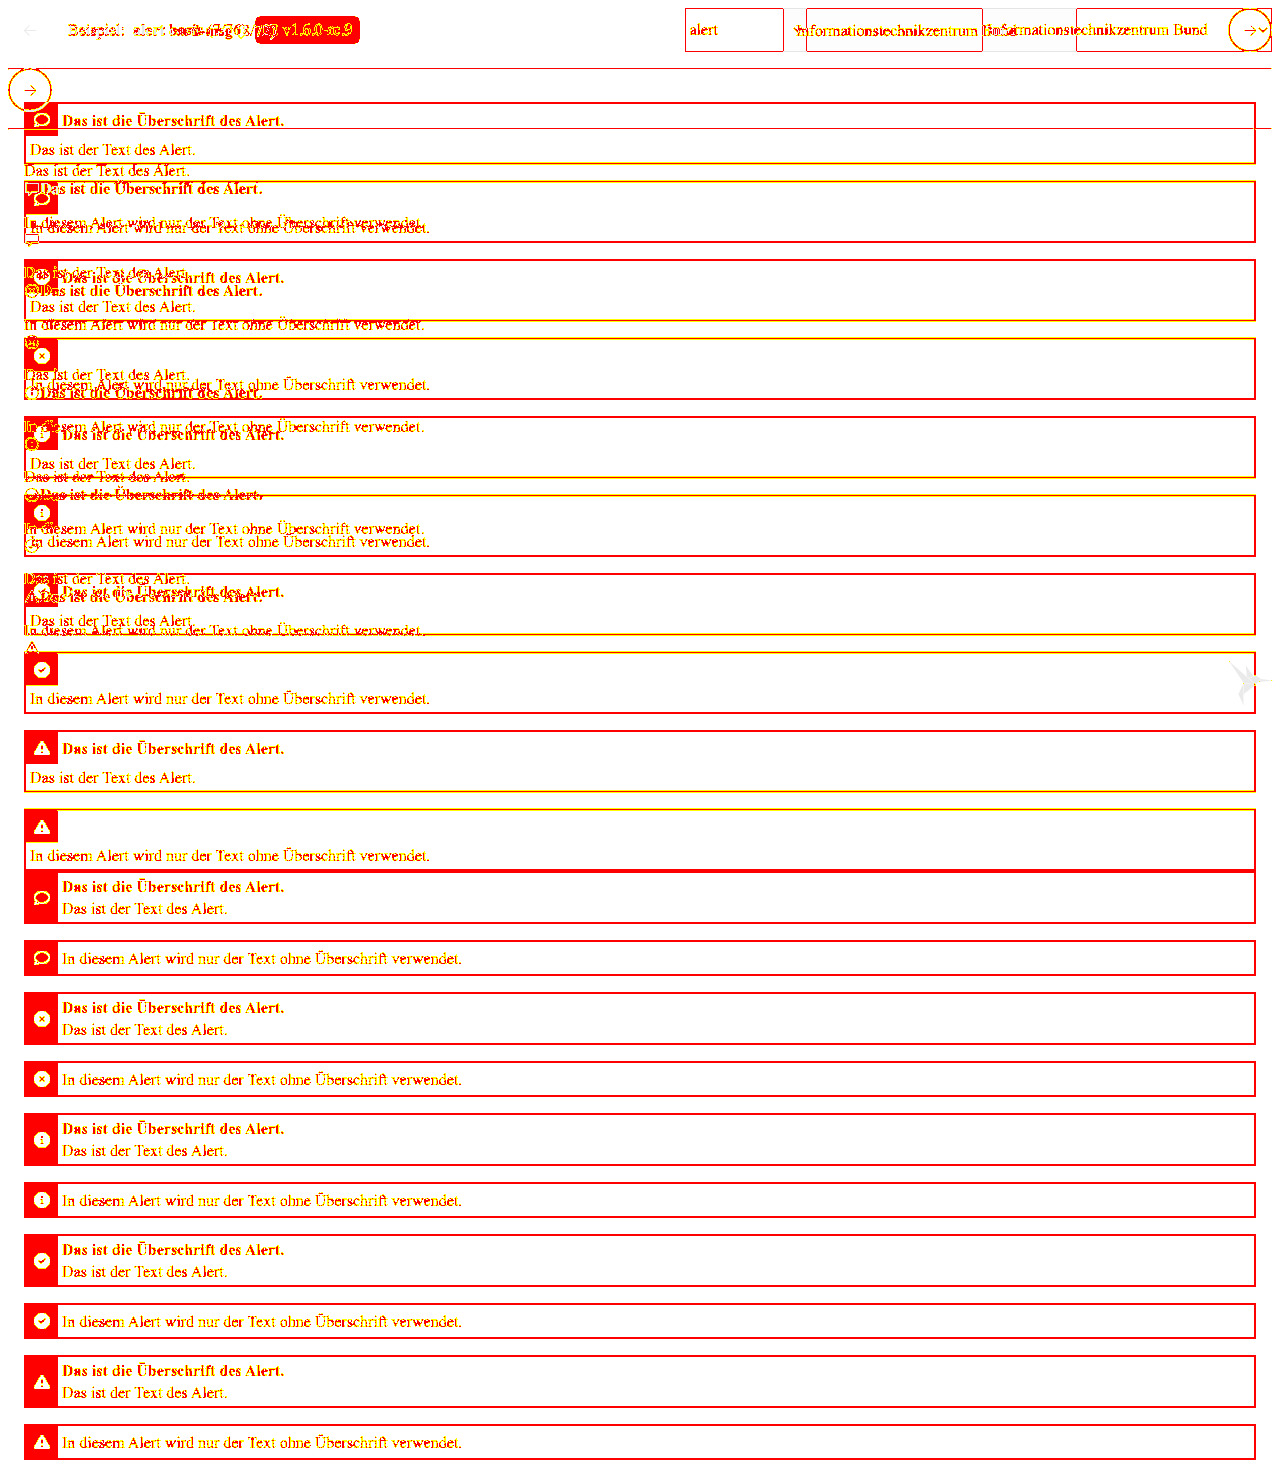 Beispiel: v1.6.0-rc.9
alert
Informationstechnikzentrum Bund
Das ist die Überschrift des Alert.
Das ist der Text des Alert.
Das ist der Text des Alert.
Das ist die Überschrift des Alert.
In diesem Alert wird nur der Text ohne Überschrift verwendet.
In diesem Alert wird nur der Text ohne Überschrift verwendet.
Das ist der Text des Alert.
Das ist die Überschrift des Alert.
Das ist die Überschrift des Alert.
Das ist der Text des Alert.
In diesem Alert wird nur der Text ohne Überschrift verwendet.
Das ist der Text des Alert.
In diesem Alert wird nur der Text ohne Überschrift verwendet.
Das ist die Überschrift des Alert.
In diesem Alert wird nur der Text ohne Überschrift verwendet.
Das ist die Überschrift des Alert.
Das ist der Text des Alert.
Das ist der Text des Alert.
Das ist die Überschrift des Alert.
In diesem Alert wird nur der Text ohne Überschrift verwendet.
In diesem Alert wird nur der Text ohne Überschrift verwendet.
Das ist der Text des Alert.
Das ist die Überschrift des Alert.
Das ist die Überschrift des Alert.
Das ist der Text des Alert.
In diesem Alert wird nur der Text ohne Überschrift verwendet.
In diesem Alert wird nur der Text ohne Überschrift verwendet.
Das ist die Überschrift des Alert.
Das ist der Text des Alert.
In diesem Alert wird nur der Text ohne Überschrift verwendet.
Das ist die Überschrift des Alert.
Das ist der Text des Alert.
In diesem Alert wird nur der Text ohne Überschrift verwendet.
Das ist die Überschrift des Alert.
Das ist der Text des Alert.
In diesem Alert wird nur der Text ohne Überschrift verwendet.
Das ist die Überschrift des Alert.
Das ist der Text des Alert.
In diesem Alert wird nur der Text ohne Überschrift verwendet.
Das ist die Überschrift des Alert.
Das ist der Text des Alert.
In diesem Alert wird nur der Text ohne Überschrift verwendet.
Das ist die Überschrift des Alert.
Das ist der Text des Alert.
In diesem Alert wird nur der Text ohne Überschrift verwendet.